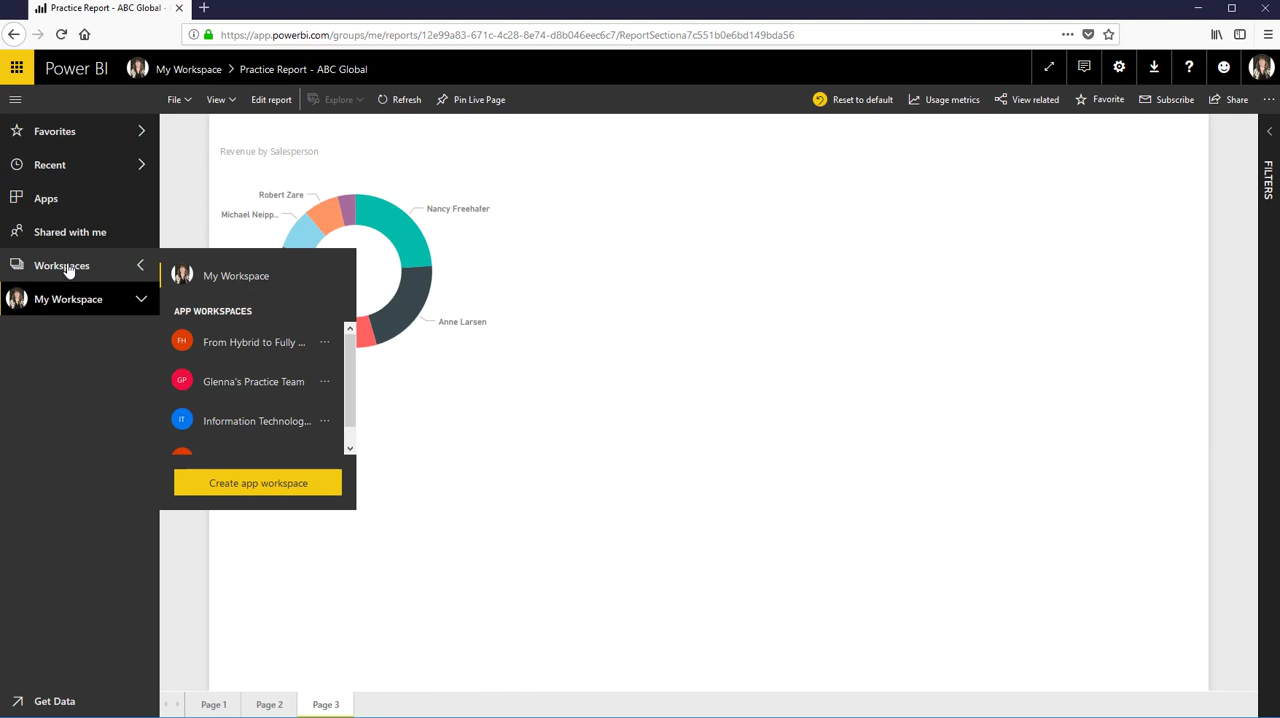 Practice Report - ABC Global -
https://app.powerbi.com/groups/me/reports/12e99a83-671c-4c28-8e74-d8b046eec6c7/ReportSectiona7c551b0e6bd149bda56
Power BI My Workspace > Practice Report - ABC Global
File View Edit report Explore Refresh Pin Live Page Reset to default Usage metrics View related Favorite Subscribe Share
Favorites
Recent
Apps
Shared with me
Workspaces
My Workspace
Get Data
My Workspace
APP WORKSPACES
FH From Hybrid to Fully ...
GP Glenna's Practice Team
IT Information Technolog...
Create app workspace
Revenue by Salesperson
Robert Zare
Michael Neipp...
Nancy Freehafer
Anne Larsen
FILTERS
Page 1 Page 2 Page 3